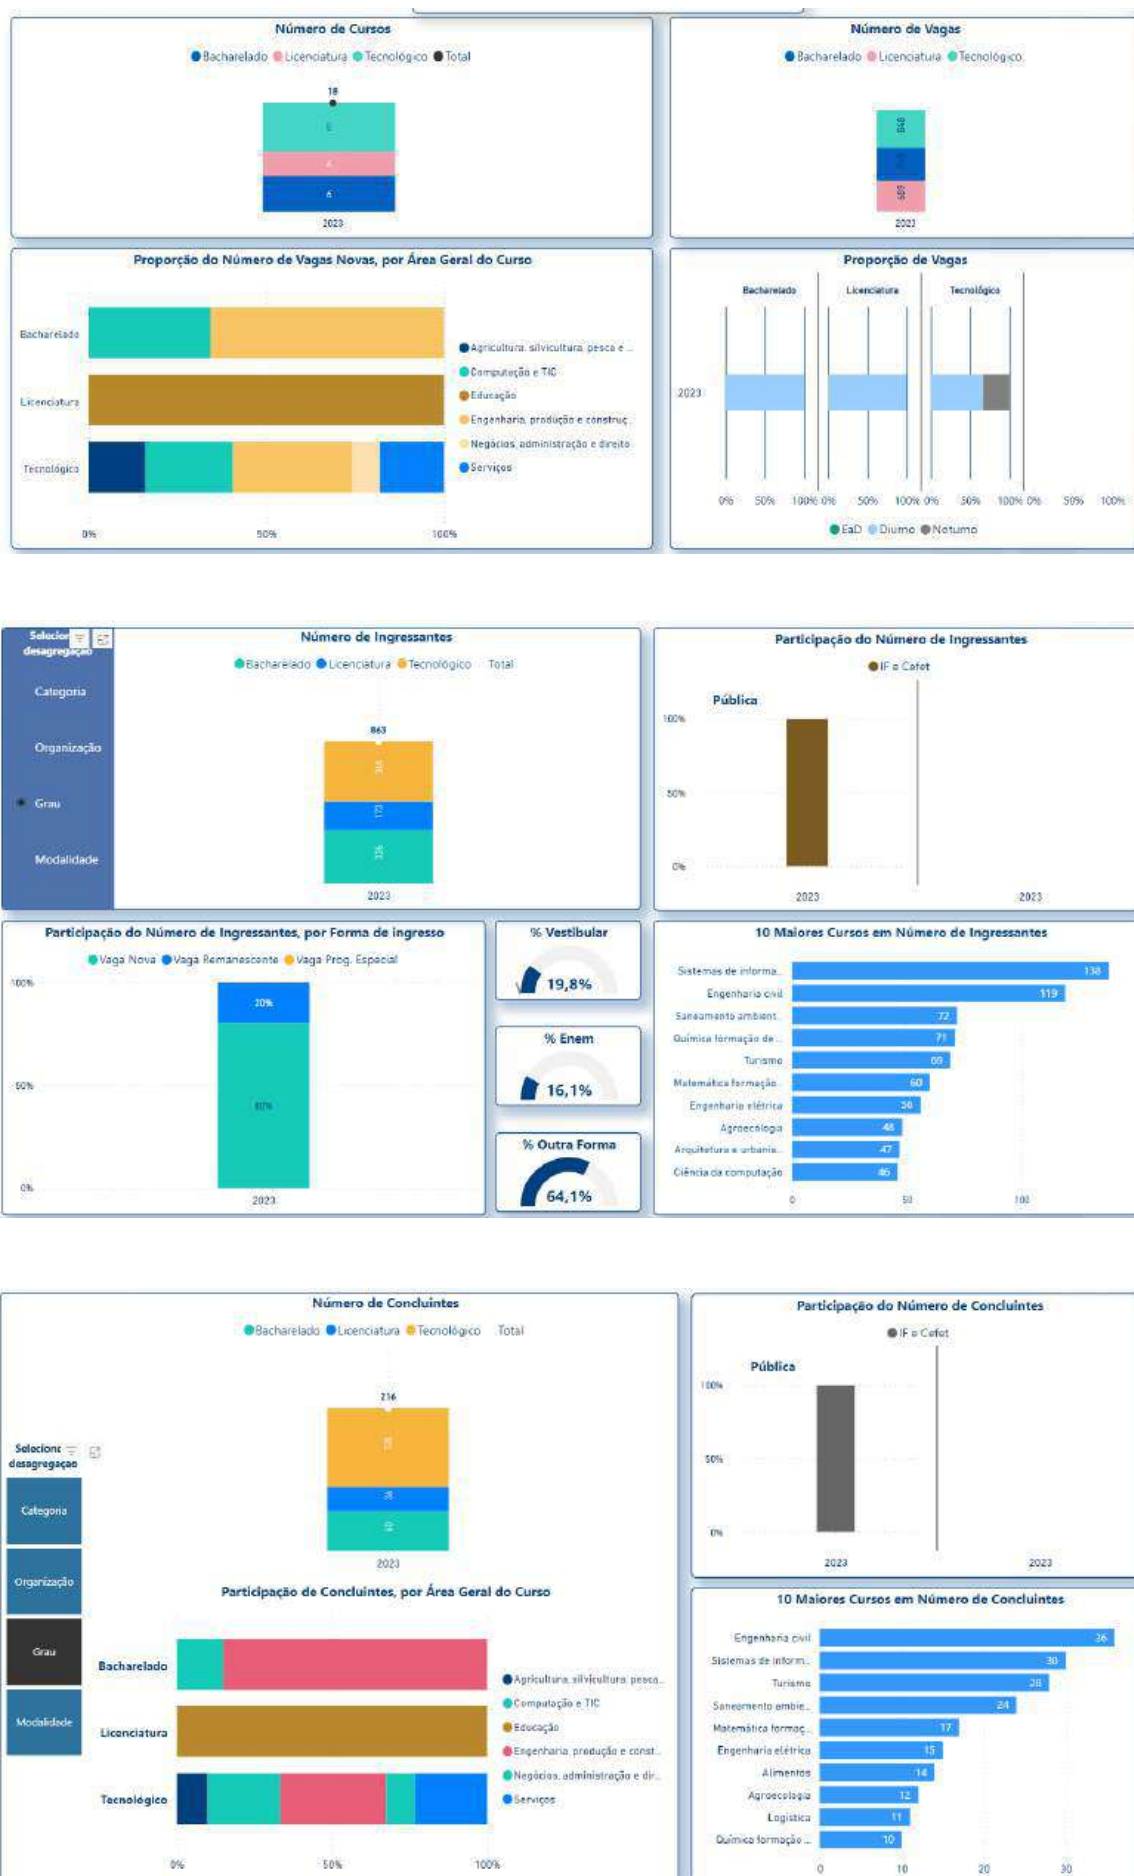 Número de Cursos
Bacharelado Licenciatura Tecnológico Total
18
8
4
6
2023
Número de Vagas
Bacharelado Licenciatura Tecnológico
848
689
2023
Proporção do Número de Vagas Novas, por Área Geral do Curso
Bacharelado
Licenciatura
Tecnológico
0% 50% 100%
Agricultura, silvicultura, pesca e ...
Computação e TIC
Educação
Engenharia, produção e construç...
Negócios, administração e direito
Serviços
Proporção de Vagas
Bacharelado Licenciatura Tecnológico
2023
0% 50% 100% 0% 50% 100% 0% 50% 100% 0% 50% 100%
EaD Diurno Noturno
Selecion
desagregação
Categoria
Organização
Grau
Modalidade
Número de Ingressantes
Bacharelado Licenciatura Tecnológico Total
863
173
2023
Participação do Número de Ingressantes
IF e Cefet
Pública
100%
50%
0%
2023 2023
Participação do Número de Ingressantes, por Forma de ingresso
Vaga Nova Vaga Remanescente Vaga Prog. Especial
100%
20%
50%
80%
0%
2023
% Vestibular
19,8%
% Enem
16,1%
% Outra Forma
64,1%
10 Maiores Cursos em Número de Ingressantes
Sistemas de informa... 138
Engenharia civil 119
Saneamento ambient... 72
Química formação de ... 71
Turismo 69
Matemática formação... 60
Engenharia elétrica 56
Agroecologia 48
Arquitetura e urbanis... 47
Ciência da computação 46
0 50 100
Número de Concluintes
Bacharelado Licenciatura Tecnológico Total
216
36
60
2023
Selecione
desagregação
Categoria
Organização
Grau
Modalidade
Participação de Concluintes, por Área Geral do Curso
Bacharelado
Licenciatura
Tecnológico
0% 50% 100%
Agricultura, silvicultura, pesca...
Computação e TIC
Educação
Engenharia, produção e const...
Negócios, administração e dir...
Serviços
Participação do Número de Concluintes
IF e Cefet
Pública
100%
50%
0%
2023 2023
10 Maiores Cursos em Número de Concluintes
Engenharia civil 36
Sistemas de inform... 30
Turismo 28
Saneamento ambie... 24
Matemática formaç... 17
Engenharia elétrica 15
Alimentos 14
Agroecologia 12
Logística 11
Química formação ... 10
0 10 20 30